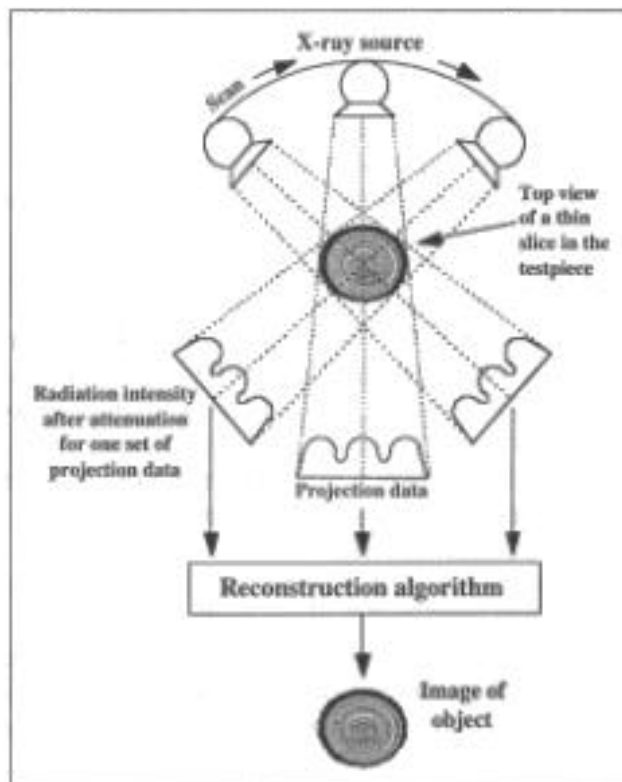 X-ray source
Scan
Top view
of a thin
slice in the
testpiece
Radiation intensity
after attenuation
for one set of
projection data
Projection data
Reconstruction algorithm
Image of
object